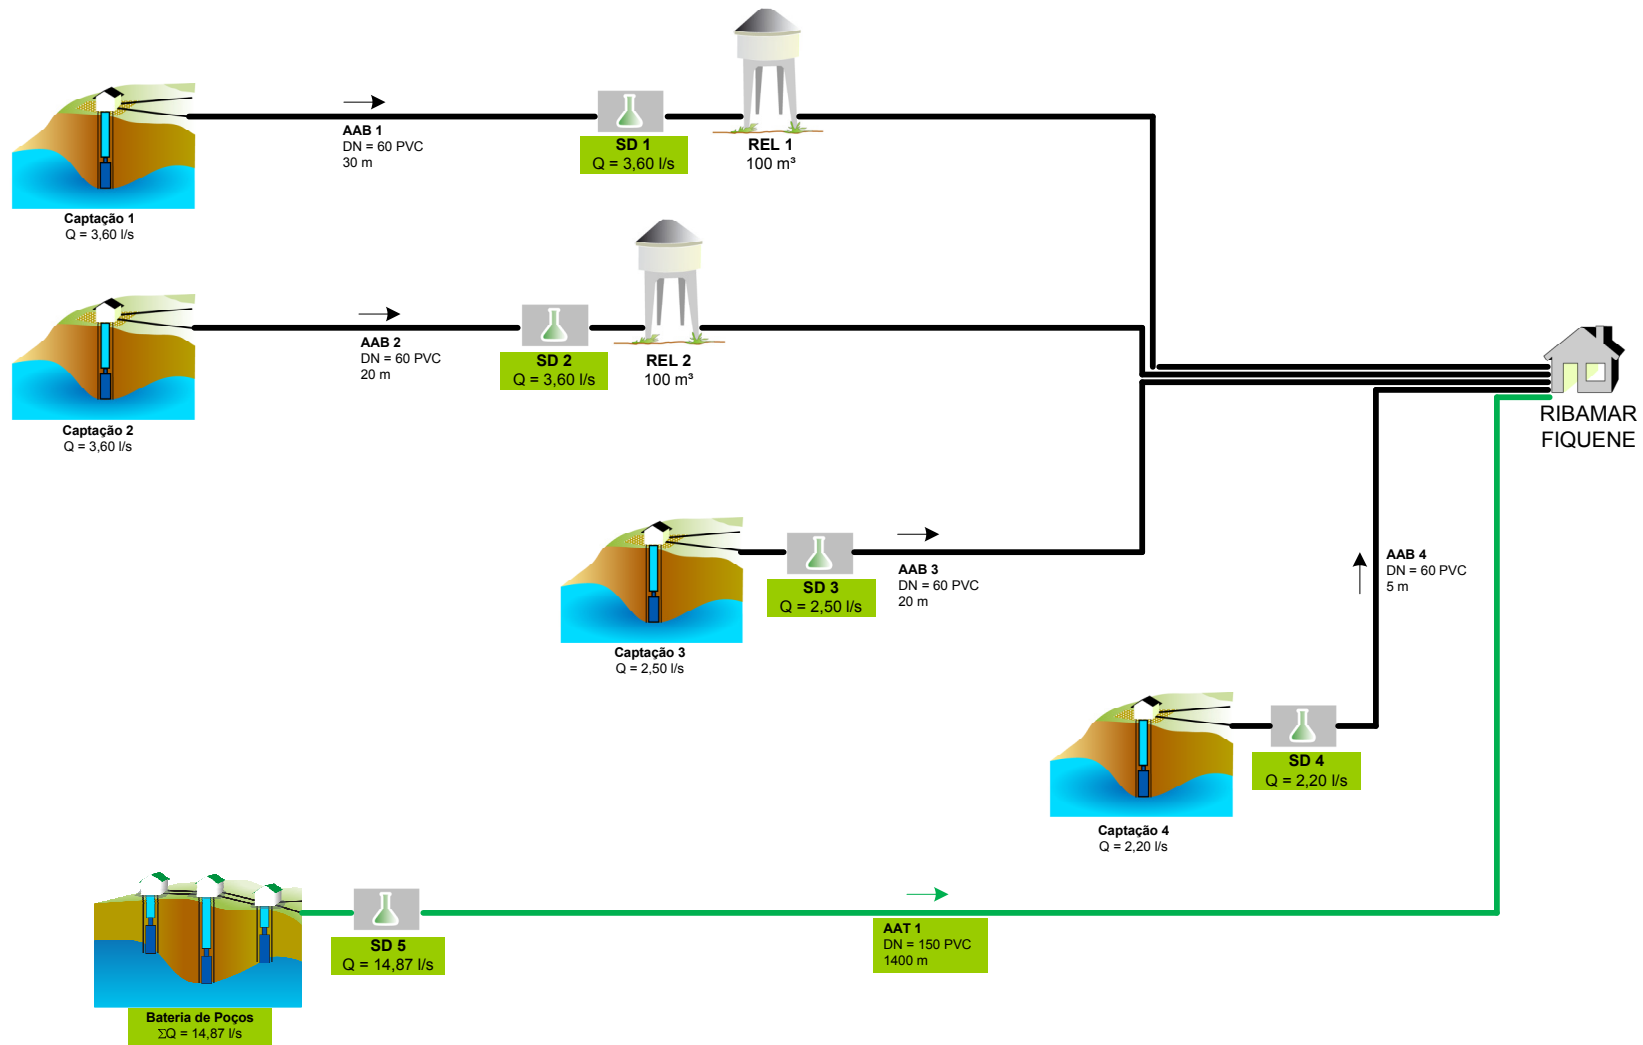 AAB 1
DN = 60 PVC
30 m
SD 1
Q = 3,60 l/s
REL 1
100 m³
Captação 1
Q = 3,60 l/s
AAB 2
DN = 60 PVC
20 m
SD 2
Q = 3,60 l/s
REL 2
100 m³
Captação 2
Q = 3,60 l/s
RIBAMAR
FIQUENE
SD 3
Q = 2,50 l/s
AAB 3
DN = 60 PVC
20 m
Captação 3
Q = 2,50 l/s
AAB 4
DN = 60 PVC
5 m
SD 4
Q = 2,20 l/s
Captação 4
Q = 2,20 l/s
SD 5
Q = 14,87 l/s
AAT 1
DN = 150 PVC
1400 m
Bateria de Poços
ΣQ = 14,87 l/s